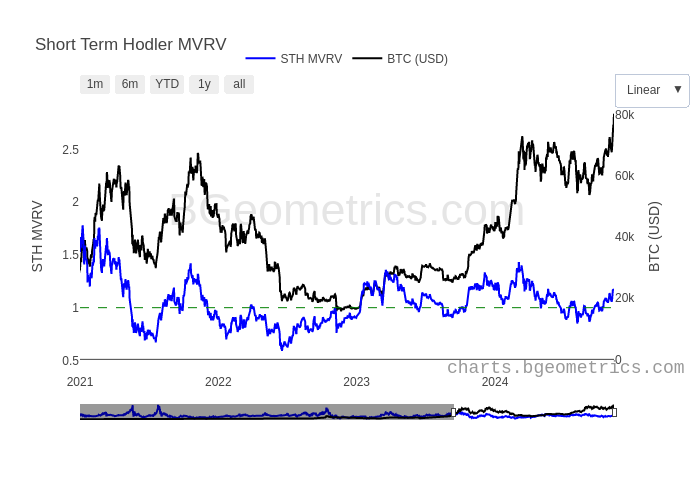 Short Term Hodler MVRV
STH MVRV BTC (USD)
1m 6m YTD 1y all
Linear ▼
80k
2.5
60k
2
BGeometrics.com
STH MVRV
BTC (USD)
40k
1.5
20k
1
0.5
0
charts.bgeometrics.com
2021 2022 2023 2024